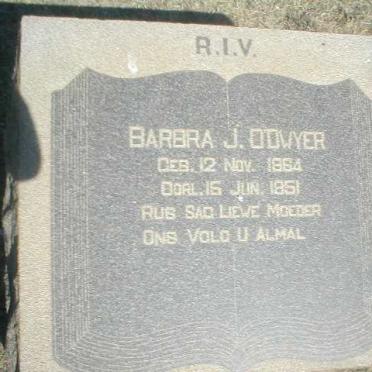 R.I.V.
BARBRA J. O'DWYER
GEB. 12 NOV. 1864
OORL. 15 JUN. 1951
RUS SAG LIEWE MOEDER
ONS VOLG U ALMAL